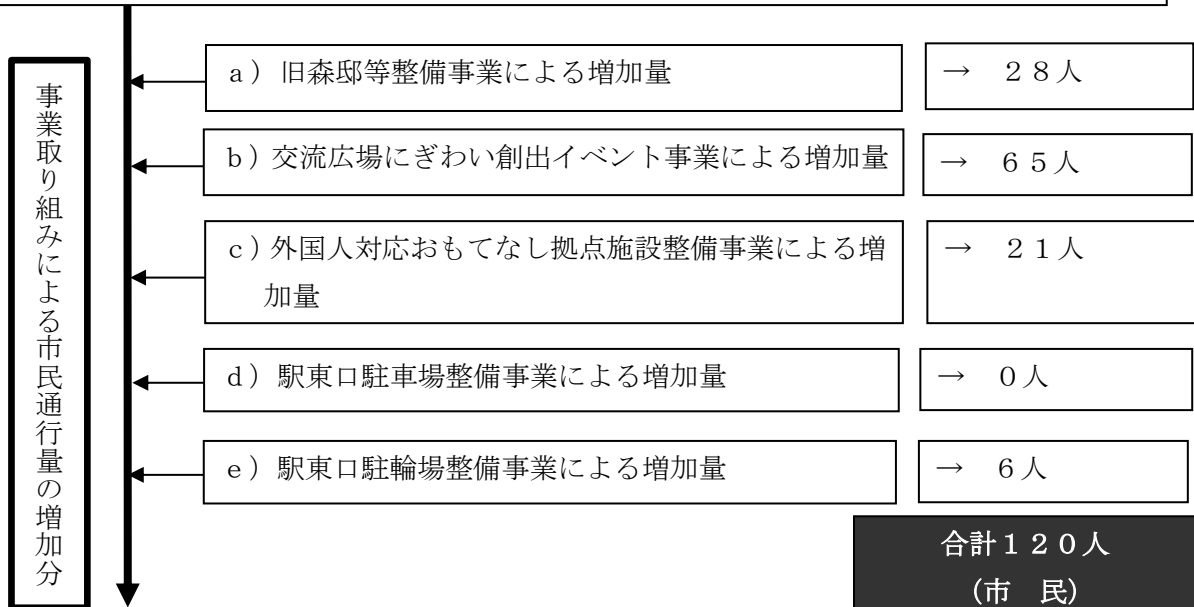 事業取り組みによる市民通行量の増加分
a）旧森邸等整備事業による増加量
→　２８人
b）交流広場にぎわい創出イベント事業による増加量
→　６５人
c）外国人対応おもてなし拠点施設整備事業による増
加量
→　２１人
d）駅東口駐車場整備事業による増加量
→　０人
e）駅東口駐輪場整備事業による増加量
→　６人
合計１２０人
(市　民)